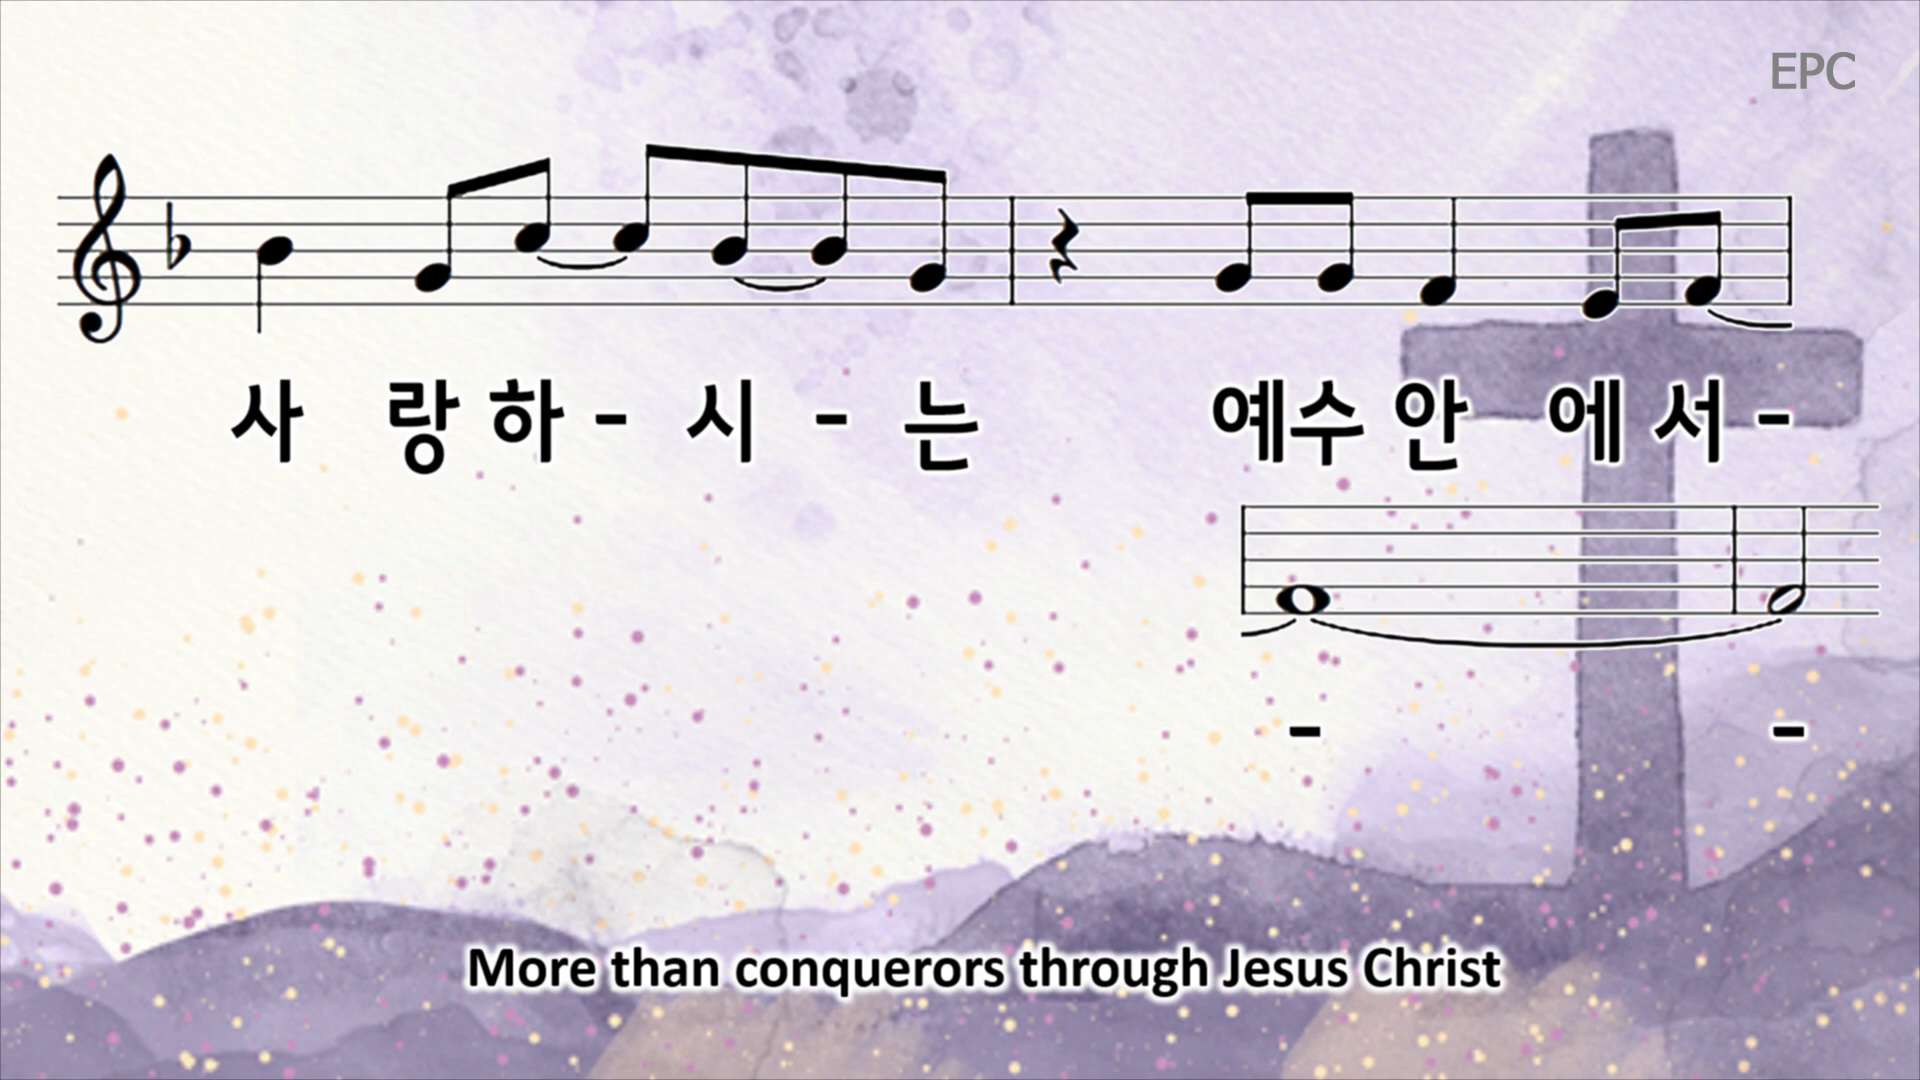 EPC
사 랑 하 - 시 - 는 예수 안 에 서 -
- -
More than conquerors through Jesus Christ